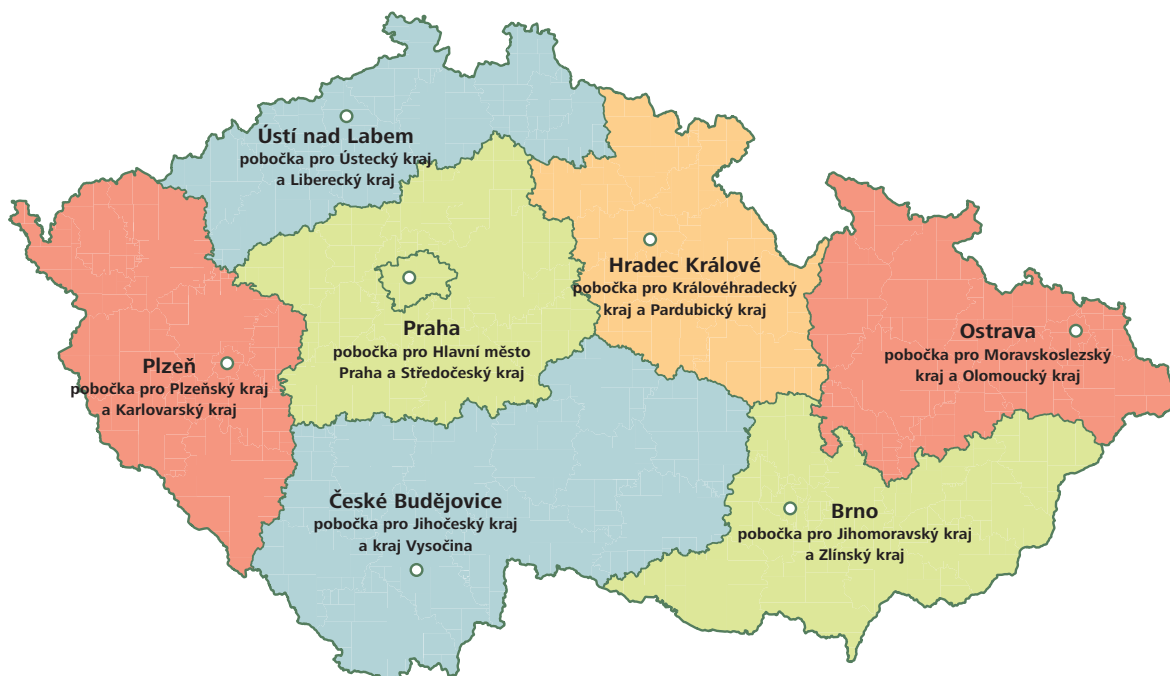 Ústí nad Labem
pobočka pro Ústecký kraj
a Liberecký kraj
Hradec Králové
pobočka pro Královéhradecký
kraj a Pardubický kraj
Praha
pobočka pro Hlavní město
Praha a Středočeský kraj
Ostrava
pobočka pro Moravskoslezský
kraj a Olomoucký kraj
Plzeň
pobočka pro Plzeňský kraj
a Karlovarský kraj
České Budějovice
pobočka pro Jihočeský kraj
a kraj Vysočina
Brno
pobočka pro Jihomoravský kraj
a Zlínský kraj